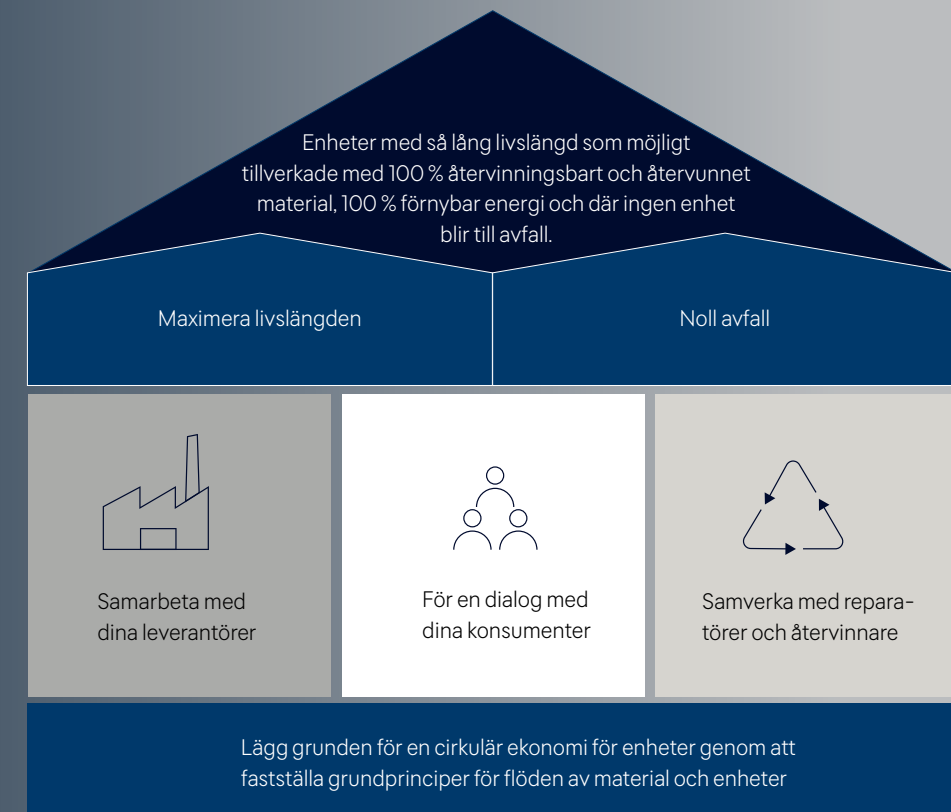 Enheter med så lång livslängd som möjligt
tillverkade med 100 % återvinningsbart och återvunnet
material, 100 % förnybar energi och där ingen enhet
blir till avfall.
Maximera livslängden
Noll avfall
Samarbeta med
dina leverantörer
För en dialog med
dina konsumenter
Samverka med repara-
törer och återvinnare
Lägg grunden för en cirkulär ekonomi för enheter genom att
fastställa grundprinciper för flöden av material och enheter